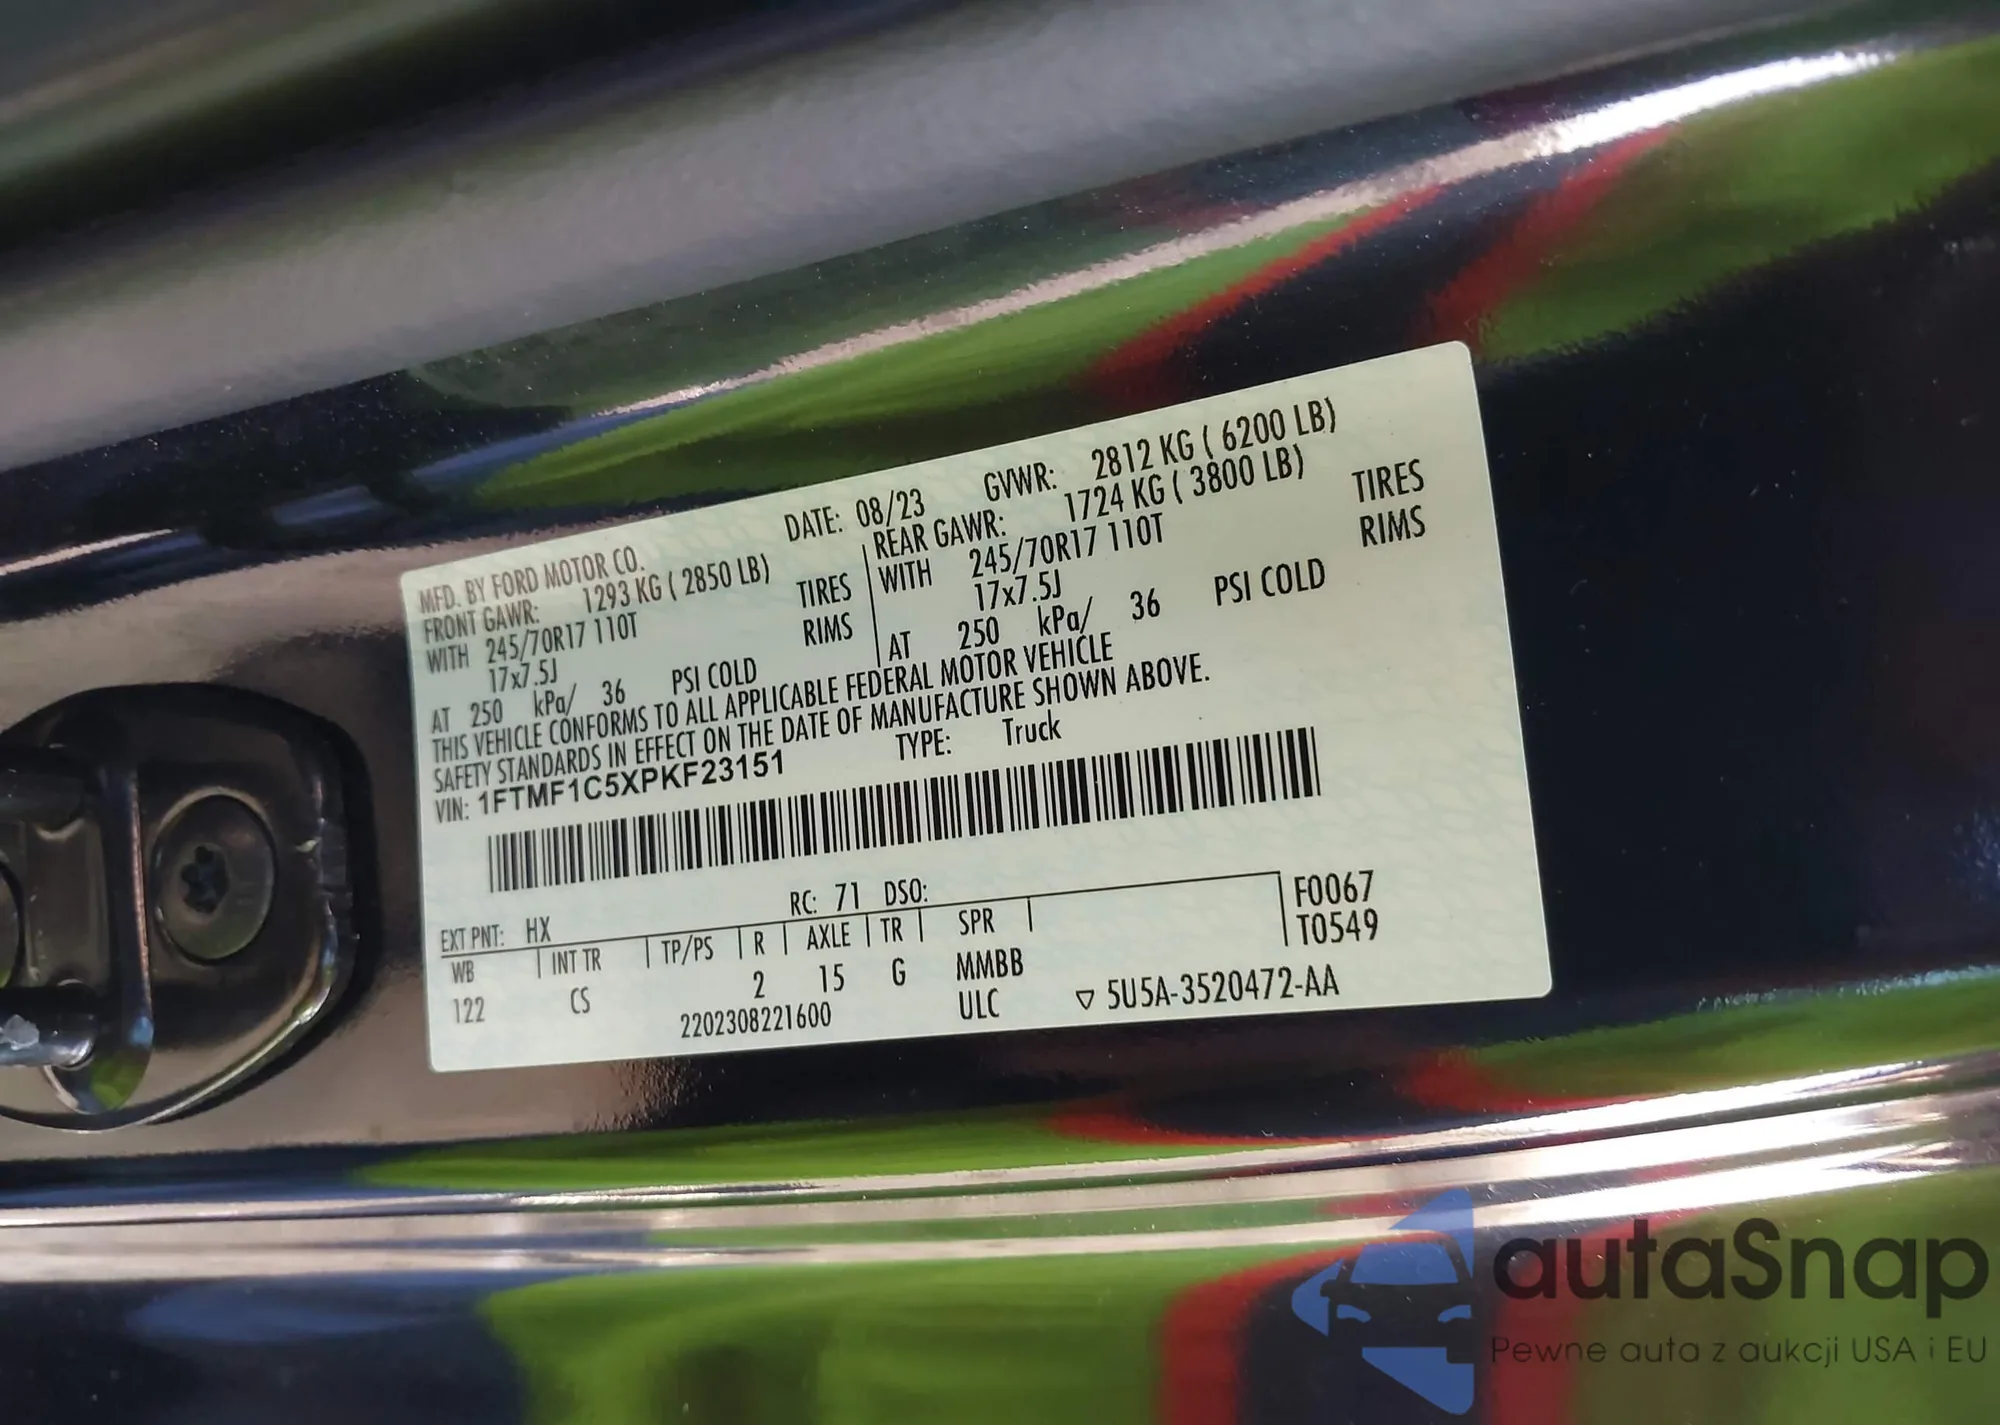 MFD. BY FORD MOTOR CO. DATE: 08/23 GVWR: 2812 KG ( 6200 LB)
FRONT GAWR: 1293 KG ( 2850 LB) REAR GAWR: 1724 KG ( 3800 LB)
WITH 245/70R17 110T TIRES WITH 245/70R17 110T TIRES
17x7.5J RIMS 17x7.5J RIMS
AT 250 kPa/ 36 PSI COLD AT 250 kPa/ 36 PSI COLD
THIS VEHICLE CONFORMS TO ALL APPLICABLE FEDERAL MOTOR VEHICLE
SAFETY STANDARDS IN EFFECT ON THE DATE OF MANUFACTURE SHOWN ABOVE.
VIN: 1FTMF1C5XPKF23151 TYPE: Truck
EXT PNT: HX RC: 71 DSO: F0067
WB INT TR TP/PS R AXLE TR SPR T0549
122 CS 2 15 G MMBB
2202308221600 ULC ▽ 5U5A-3520472-AA
autaSnap
Pewne auta z aukcji USA i EU